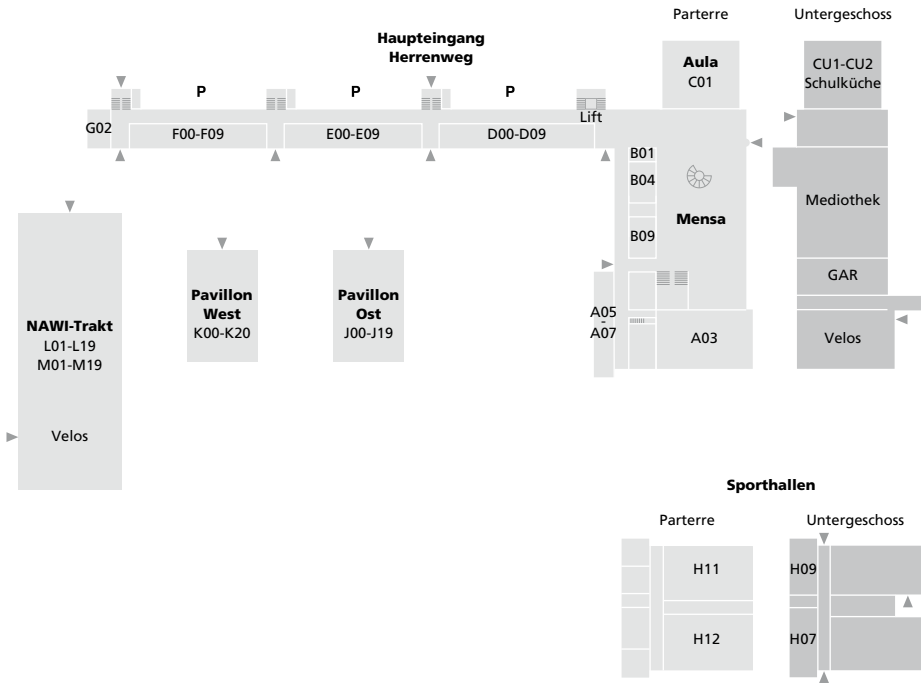 Parterre
Untergeschoss
Haupteingang
Herrenweg
Aula
C01
CU1-CU2
Schulküche
P
P
P
Lift
G02
F00-F09
E00-E09
D00-D09
B01
B04
Mensa
B09
Mediothek
GAR
NAWI-Trakt
L01-L19
M01-M19
Velos
Pavillon
West
K00-K20
Pavillon
Ost
J00-J19
A05
-
A07
A03
Velos
Sporthallen
Parterre
Untergeschoss
H11
H09
H12
H07